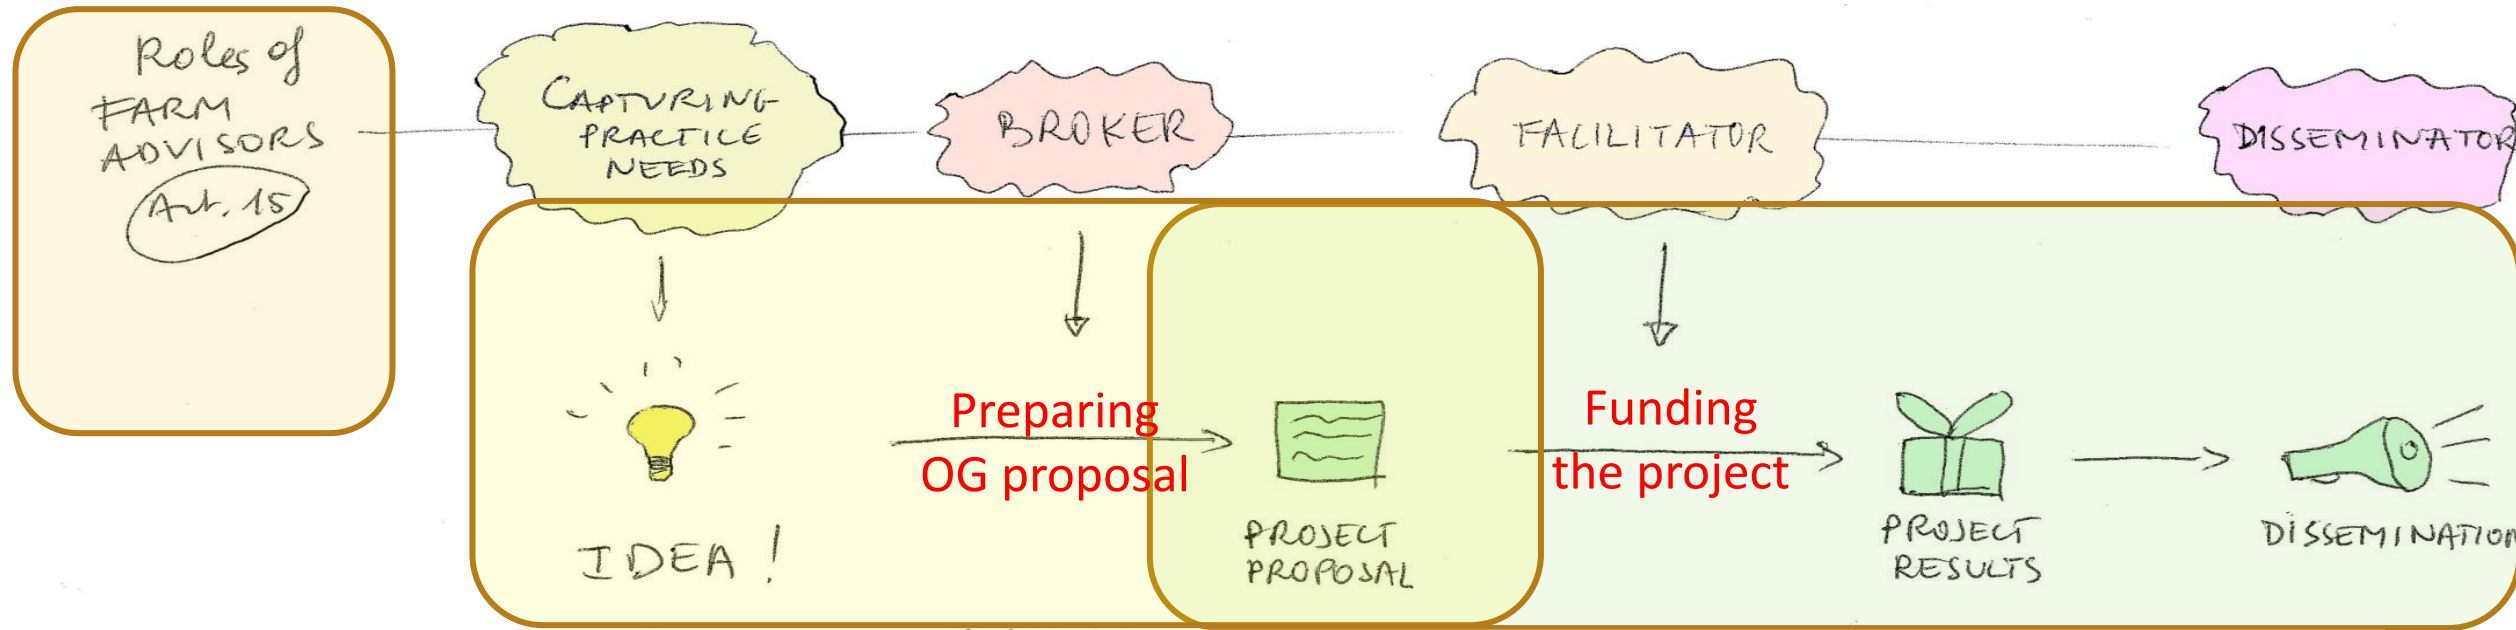 Roles of
FARM
ADVISORS
Art. 15
CAPTURING
PRACTICE
NEEDS
BROKER
FACILITATOR
DISSEMINATOR
Preparing
OG proposal
Funding
the project
IDEA !
PROJECT
PROPOSAL
PROJECT
RESULTS
DISSEMINATION